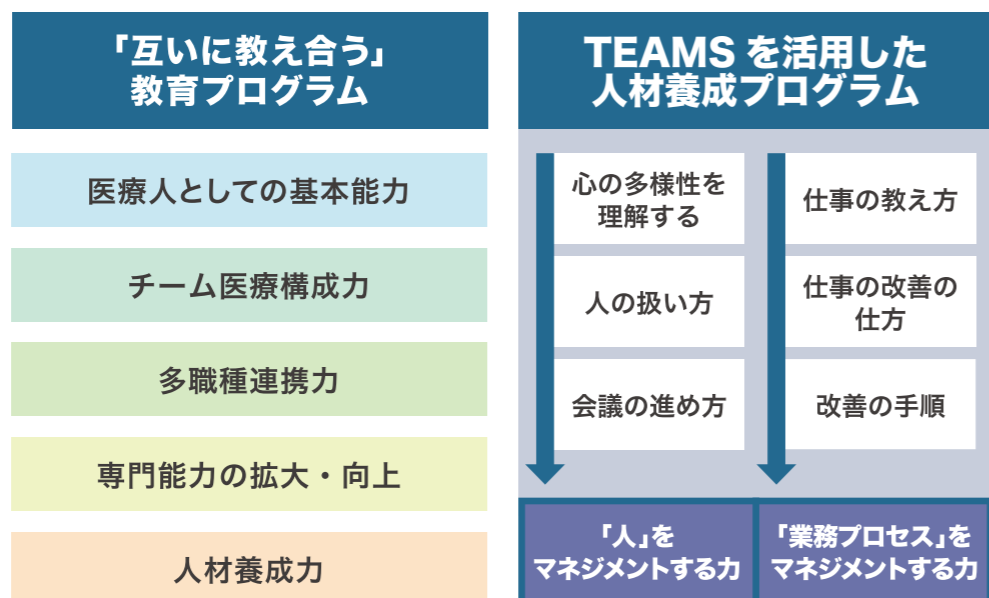 「互いに教え合う」
教育プログラム
医療人としての基本能力
チーム医療構成力
多職種連携力
専門能力の拡大・向上
人材養成力
TEAMSを活用した
人材養成プログラム
心の多様性を
理解する
人の扱い方
会議の進め方
「人」を
マネジメントする力
仕事の教え方
仕事の改善の
仕方
改善の手順
「業務プロセス」を
マネジメントする力